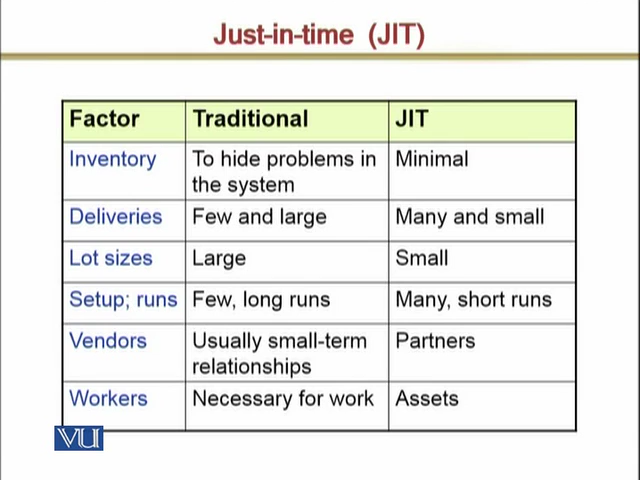 Just-in-time (JIT)
Factor Traditional JIT
Inventory To hide problems in the system Minimal
Deliveries Few and large Many and small
Lot sizes Large Small
Setup; runs Few, long runs Many, short runs
Vendors Usually small-term relationships Partners
Workers Necessary for work Assets
VU